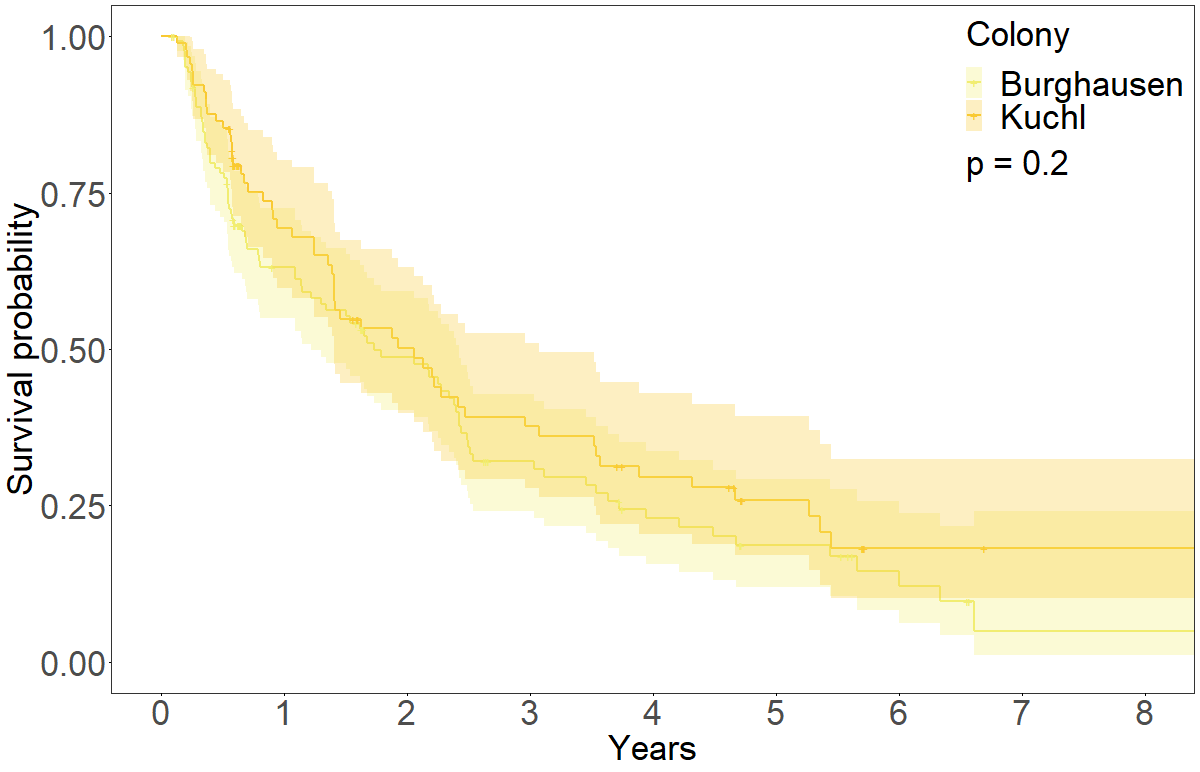 Colony
Burghausen
Kuchl
p = 0.2
Survival probability
1.00
0.75
0.50
0.25
0.00
0 1 2 3 4 5 6 7 8
Years